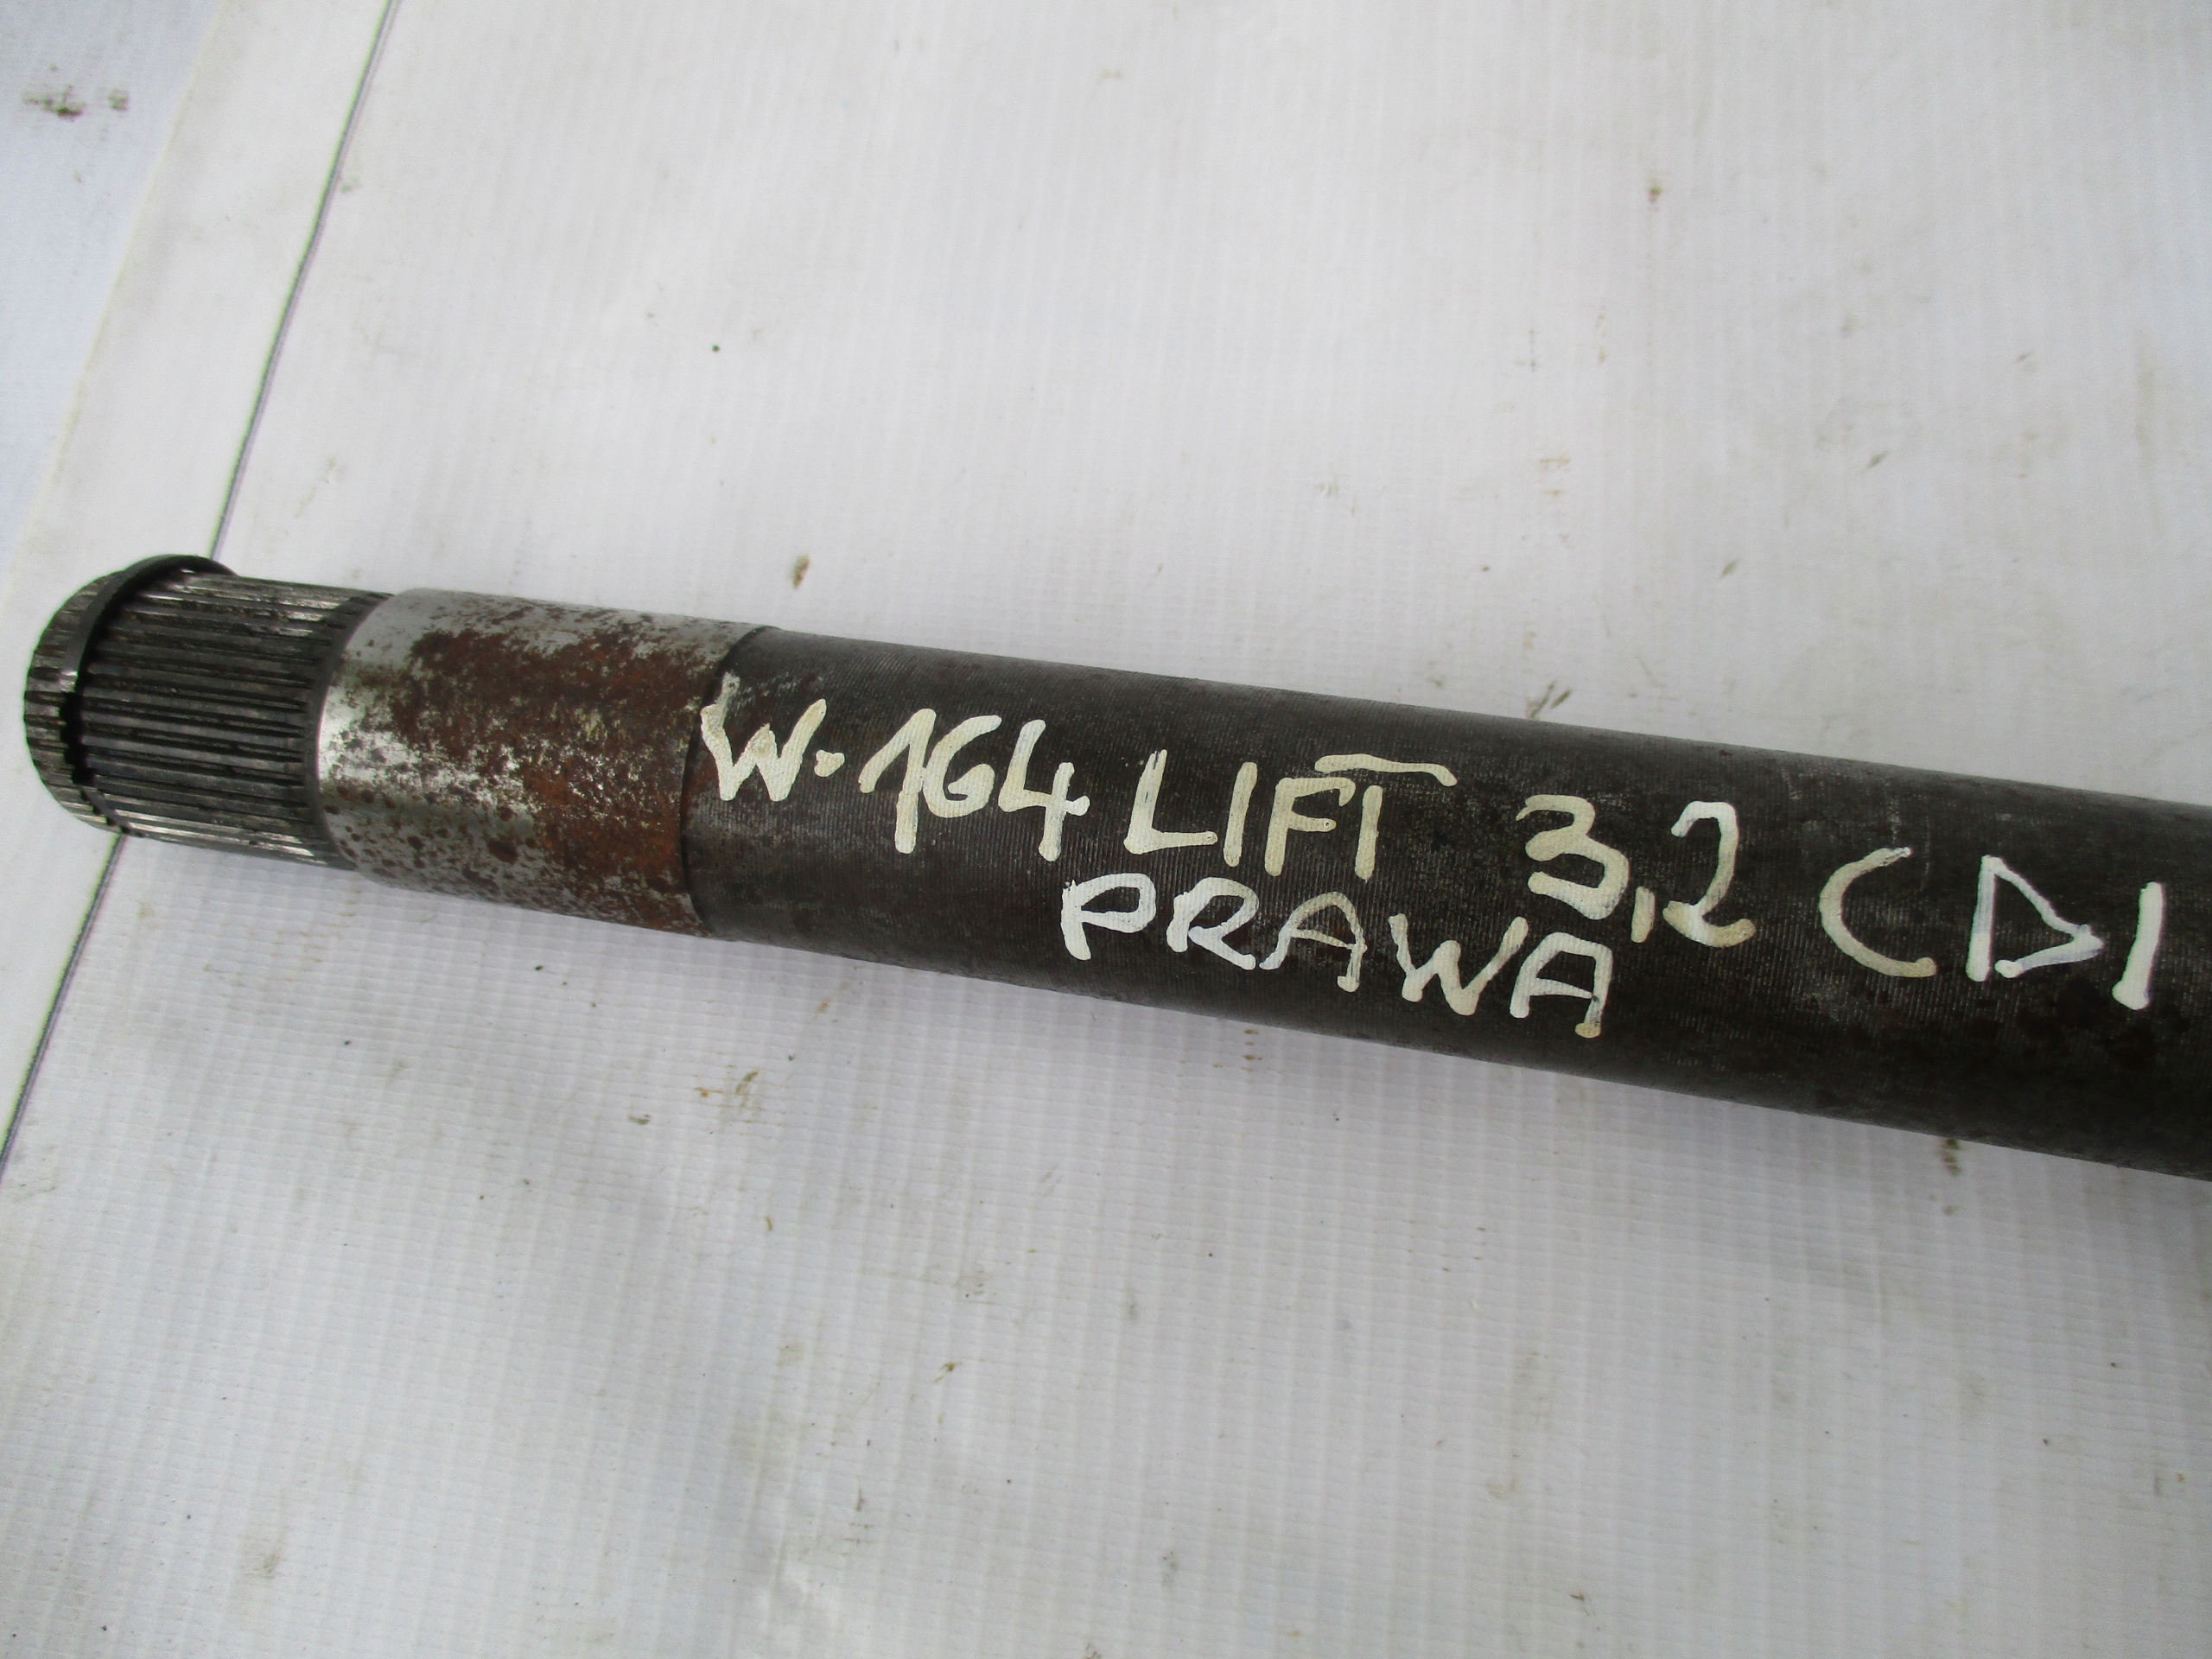 W-164 LIFT 3,2 CDI
PRAWA